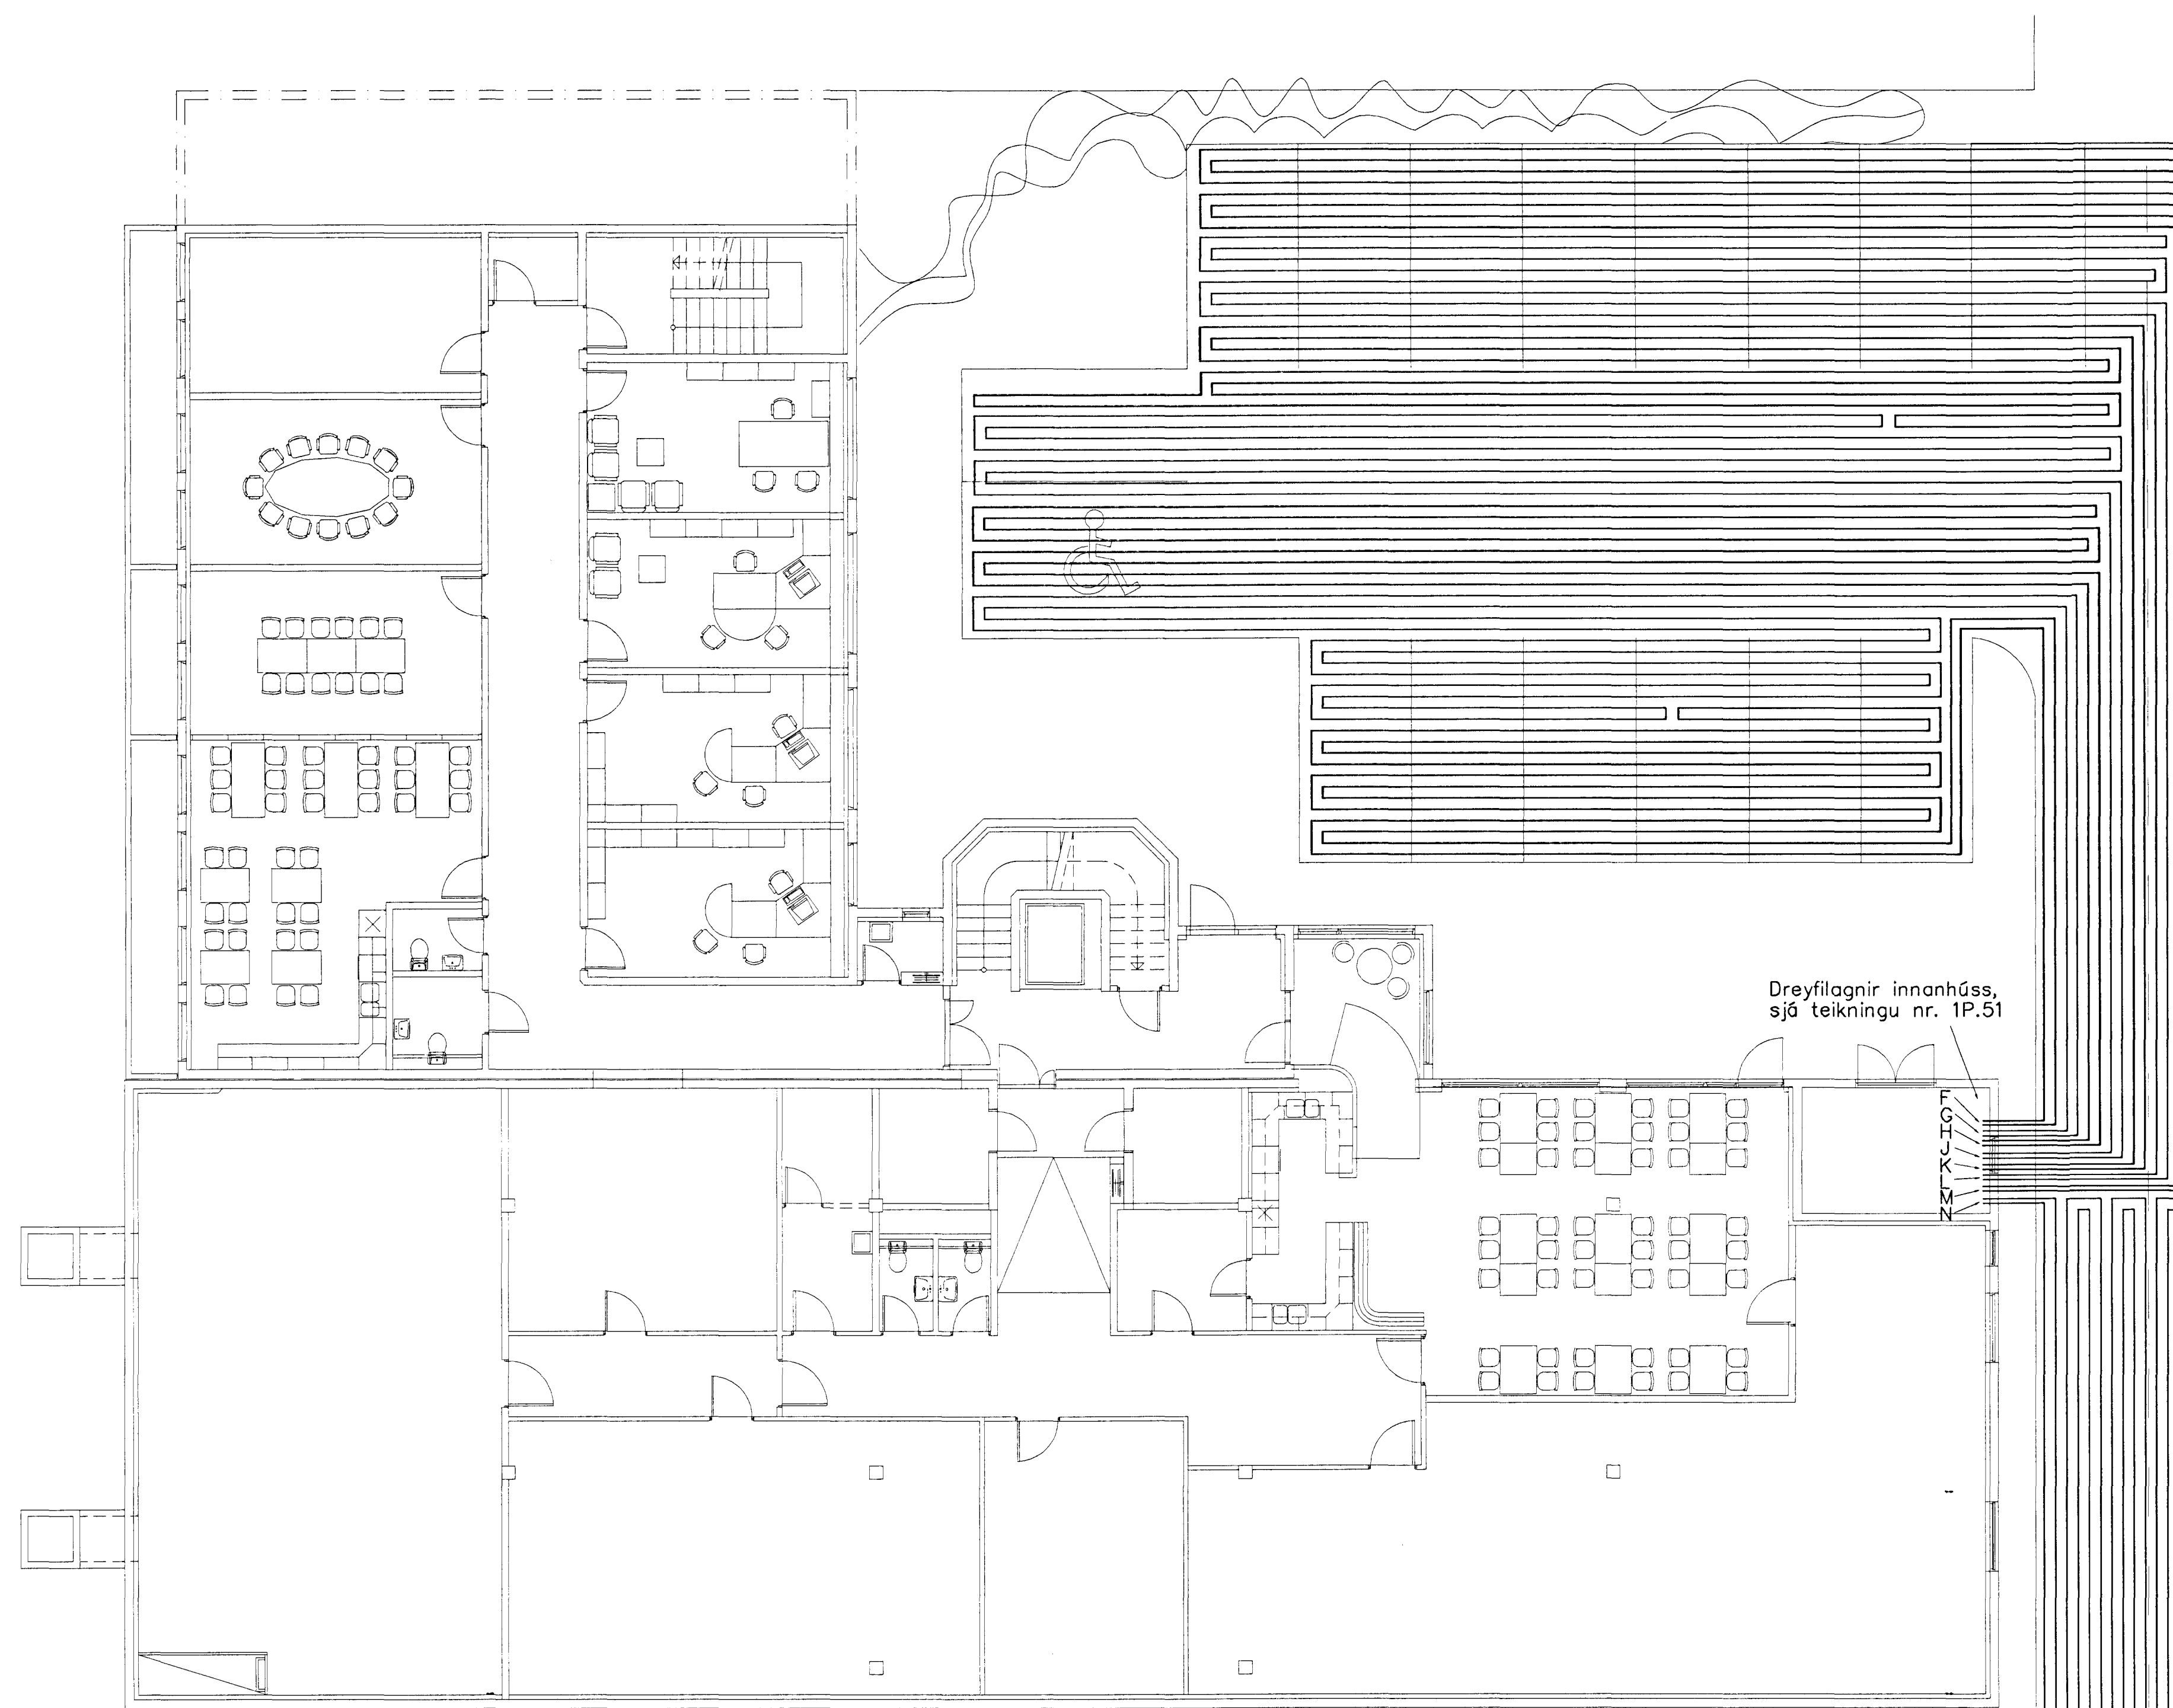 Dreyfilagnir innanhúss,
sjá teikningu nr. 1P.51
F
G
H
J
K
L
M
N